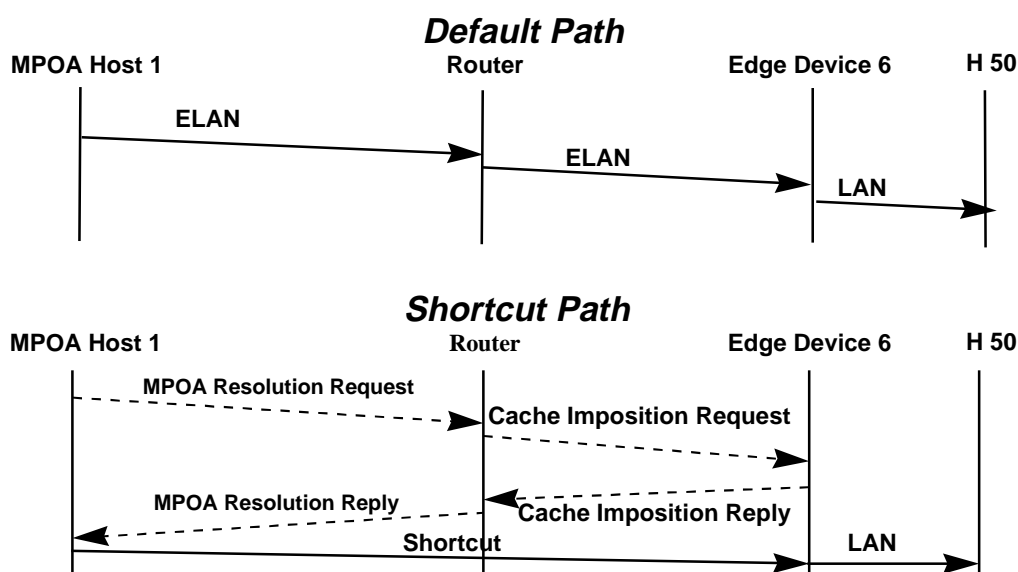 Default Path
MPOA Host 1 Router Edge Device 6 H 50
ELAN
ELAN
LAN
Shortcut Path
MPOA Host 1 Router Edge Device 6 H 50
MPOA Resolution Request
Cache Imposition Request
MPOA Resolution Reply
Cache Imposition Reply
Shortcut LAN